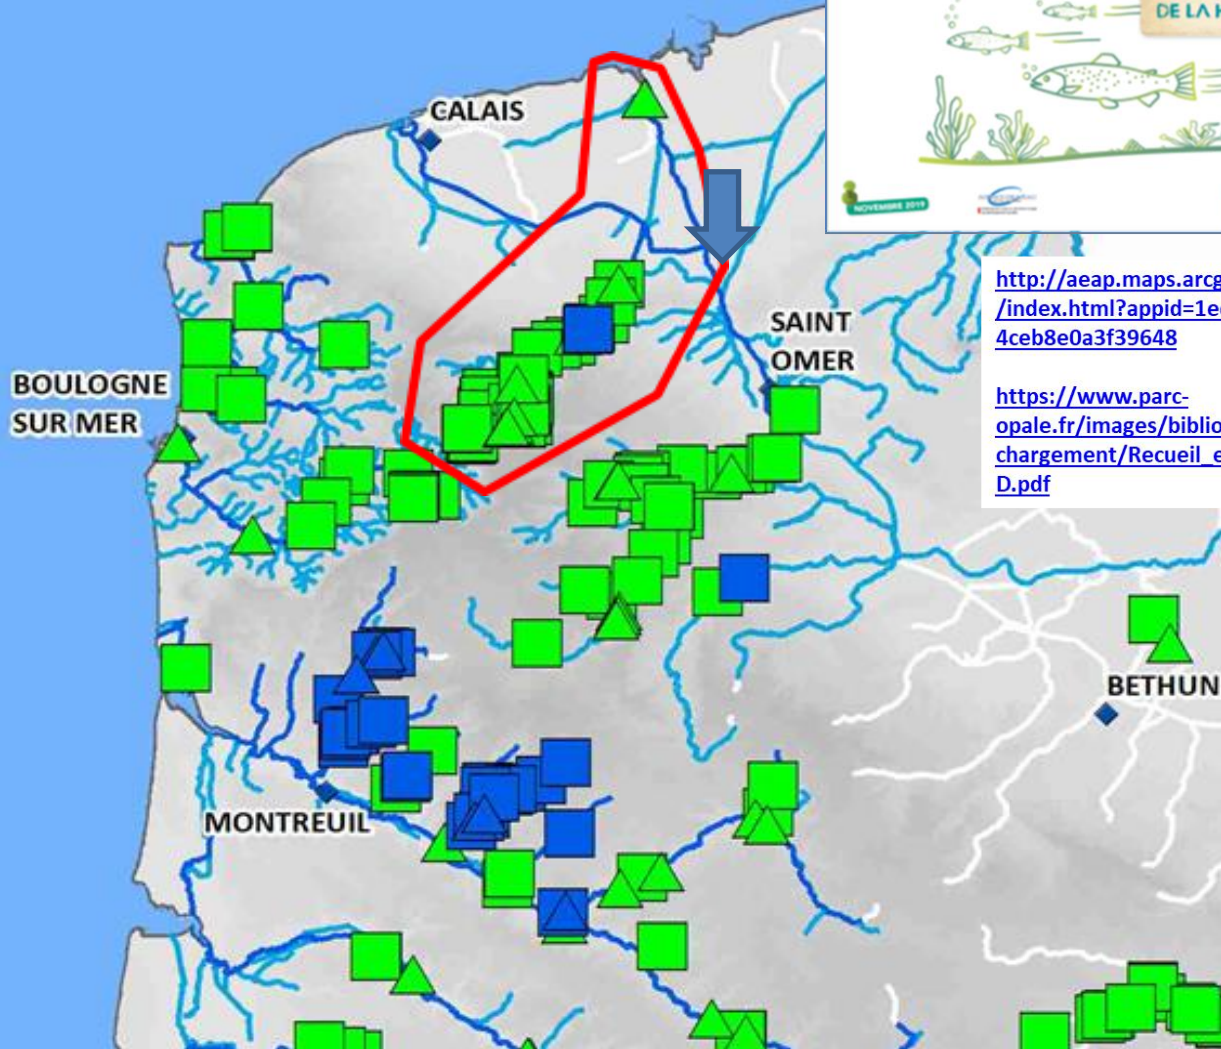 DE LA
NOVEMBRE 2019
CALAIS
SAINT
OMER
BOULOGNE
SUR MER
BETHUN
MONTREUIL
http://aeap.maps.arcg
/index.html?appid=1e
4ceb8e0a3f39648
https://www.parc-
opale.fr/images/biblio
chargement/Recueil_e
D.pdf